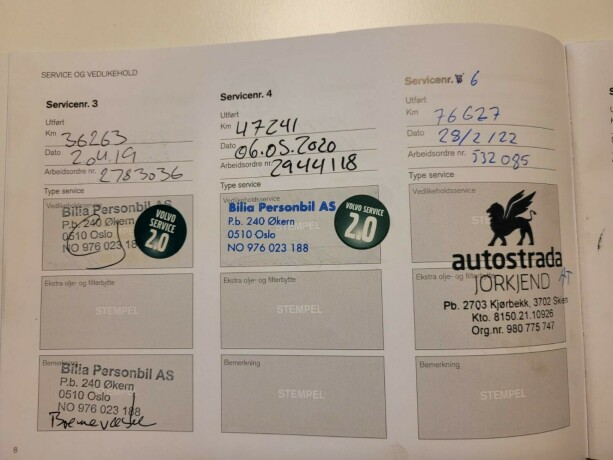 SERVICE OG VEDLIKEHOLD
Servicenr. 3
Utført
Km 36263
Dato
Arbeidsordre nr. 2783036
Type service
Vedlikeholdsservice
Bilia Personbil AS
P.b. 240 Økern
0510 Oslo
NO 976 023 188
VOLVO
SERVICE
2.0
Ekstra olje- og filterbytte
STEMPEL
Bemerkning
Bilia Personbil AS
P.b. 240 Økern
0510 Oslo
NO 976 023 188
8
Servicenr. 4
Utført
Km 47241
Dato 06.05.2020
Arbeidsordre nr. 2944118
Type service
Vedlikeholdsservice
Bilia Personbil AS
P.b. 240 Økern
0510 Oslo
NO 976 023 188
STEMPEL
VOLVO
SERVICE
2.0
Ekstra olje- og filterbytte
STEMPEL
Bemerkning
STEMPEL
Servicenr. 6
Utført
Km 76627
Dato 28/2/22
Arbeidsordre nr. 532085
Type service
Vedlikeholdsservice
STEMPEL
autostrada
JORKJEND AT
Ekstra olje- og filterbytte
Pb. 2703 Kjørbekk, 3702 Skien
Kto. 8150.21.10926
Org.nr. 980 775 747
Bemerkning
STEMPEL